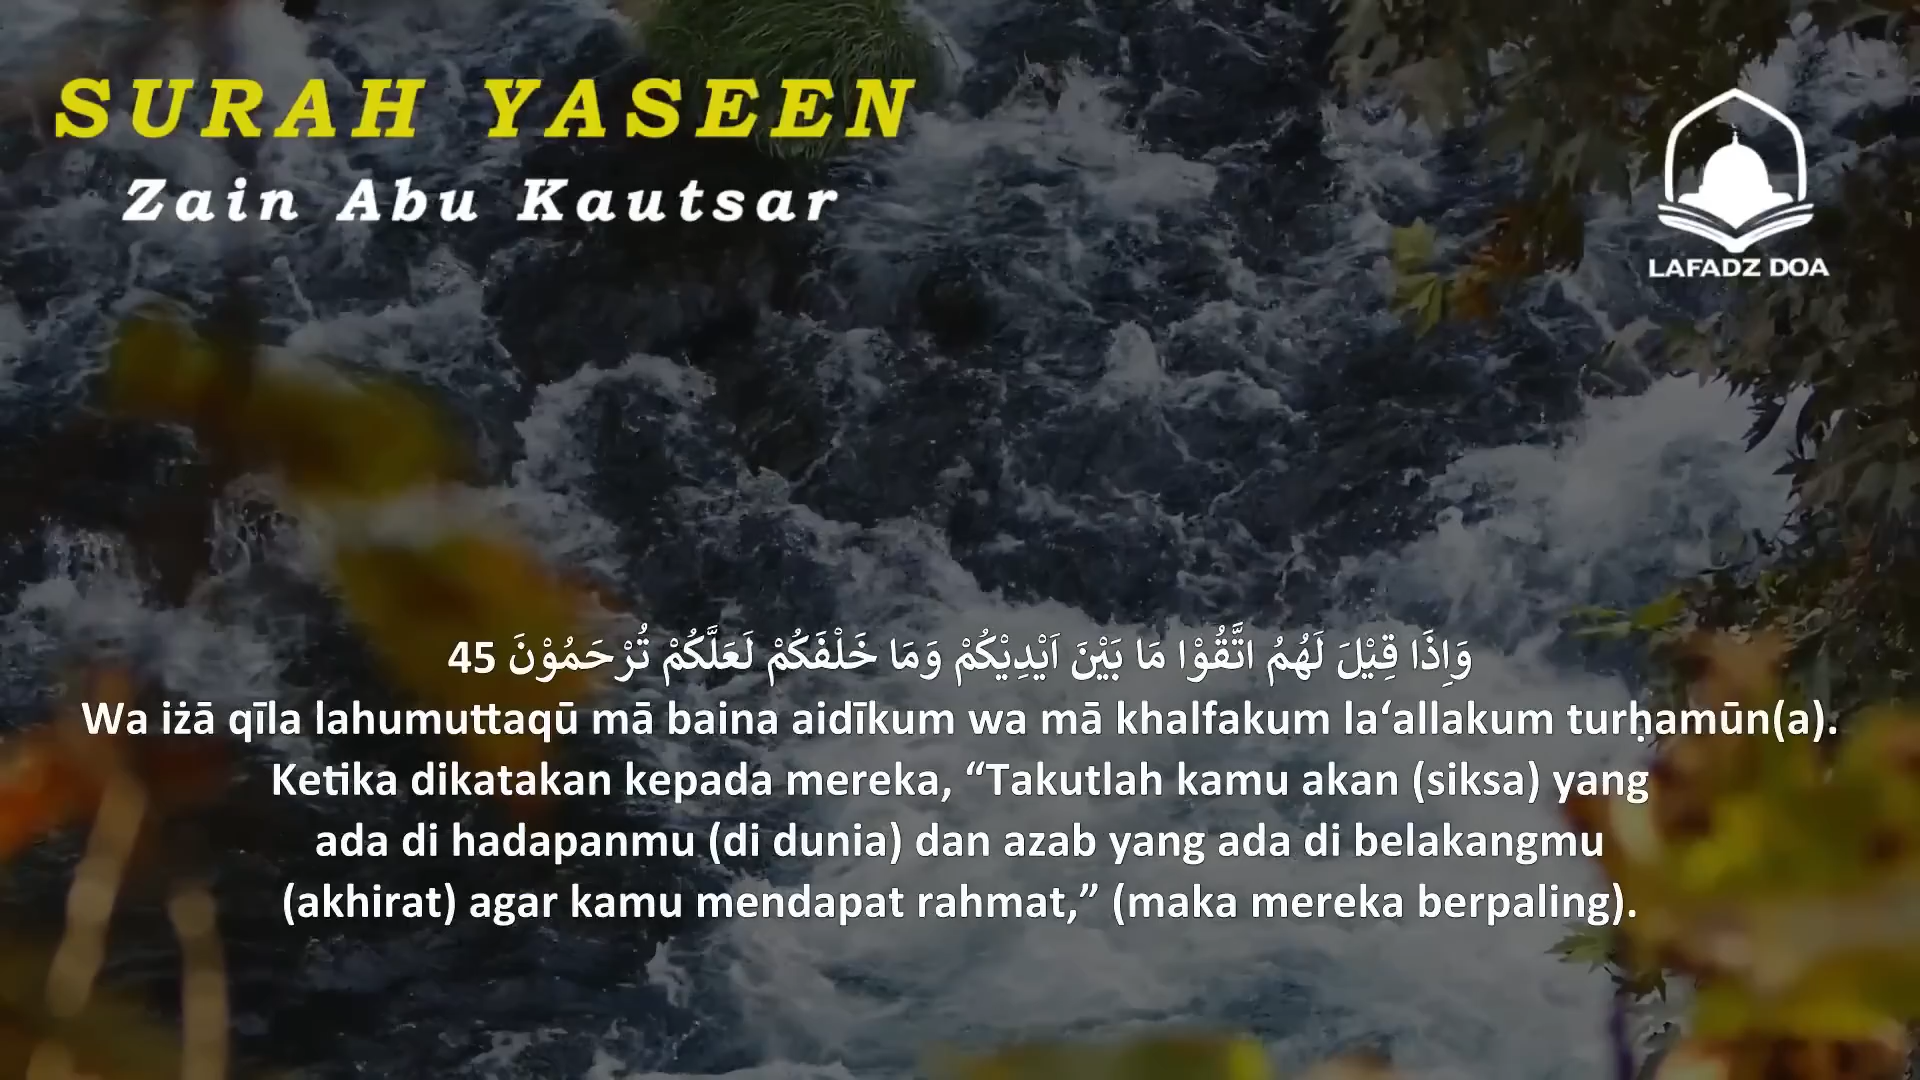 SURAH YASEEN
Zain Abu Kautsar
LAFADZ DOA
وَاِذَا قِيْلَ لَهُمُ اتَّقُوْا مَا بَيْنَ اَيْدِيْكُمْ وَمَا خَلْفَكُمْ لَعَلَّكُمْ تُرْحَمُوْنَ 45
Wa iżā qīla lahumuttaqū mā baina aidīkum wa mā khalfakum la‘allakum turḥamūn(a).
Ketika dikatakan kepada mereka, “Takutlah kamu akan (siksa) yang
ada di hadapanmu (di dunia) dan azab yang ada di belakangmu
(akhirat) agar kamu mendapat rahmat,” (maka mereka berpaling).